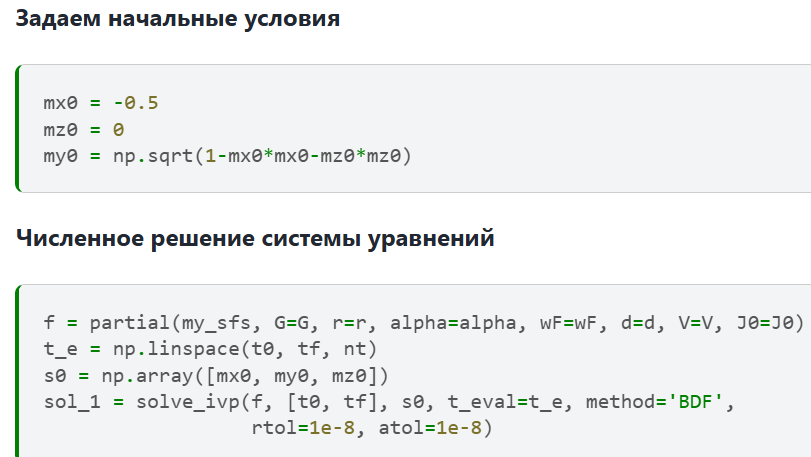 Задаем начальные условия
mx0 = -0.5
mz0 = 0
my0 = np.sqrt(1-mx0*mx0-mz0*mz0)
Численное решение системы уравнений
f = partial(my_sfs, G=G, r=r, alpha=alpha, wF=wF, d=d, V=V, J0=J0)
t_e = np.linspace(t0, tf, nt)
s0 = np.array([mx0, my0, mz0])
sol_1 = solve_ivp(f, [t0, tf], s0, t_eval=t_e, method='BDF',
                  rtol=1e-8, atol=1e-8)